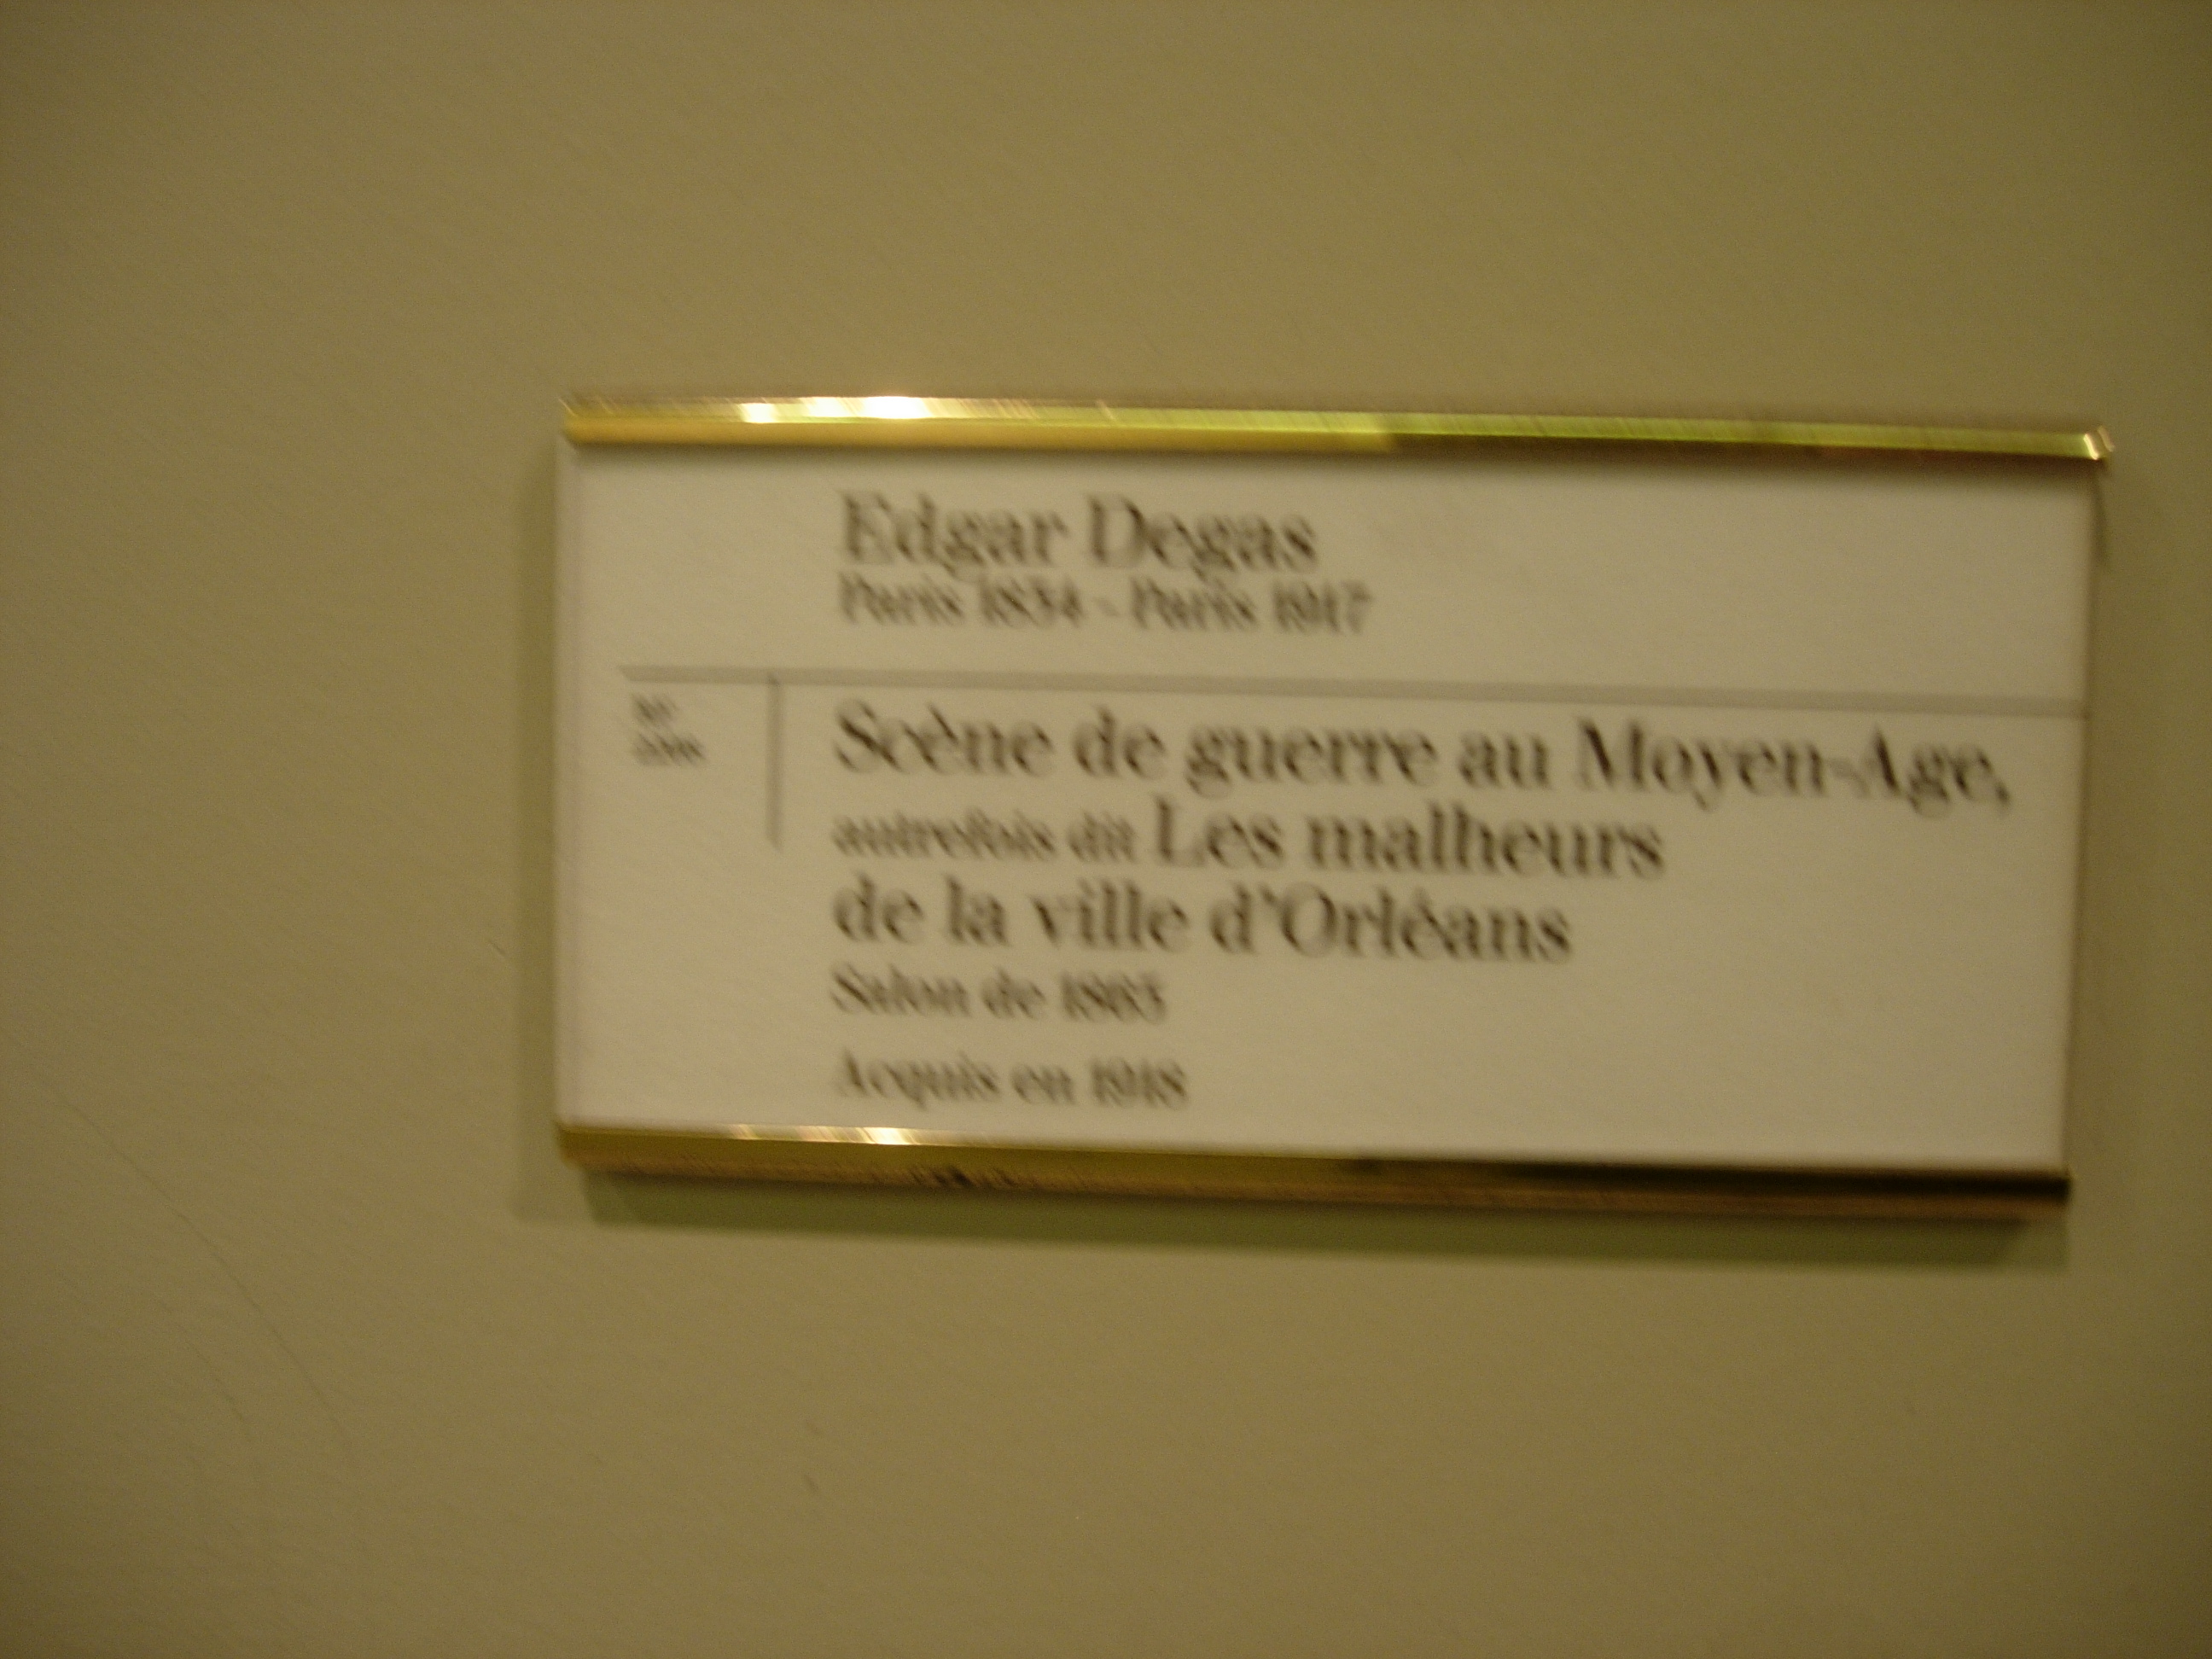 Edgar Degas
Paris 1834 - Paris 1917
Scène de guerre au Moyen-Age,
autrefois dit Les malheurs
de la ville d'Orléans
Salon de 1865
Acquis en 1918